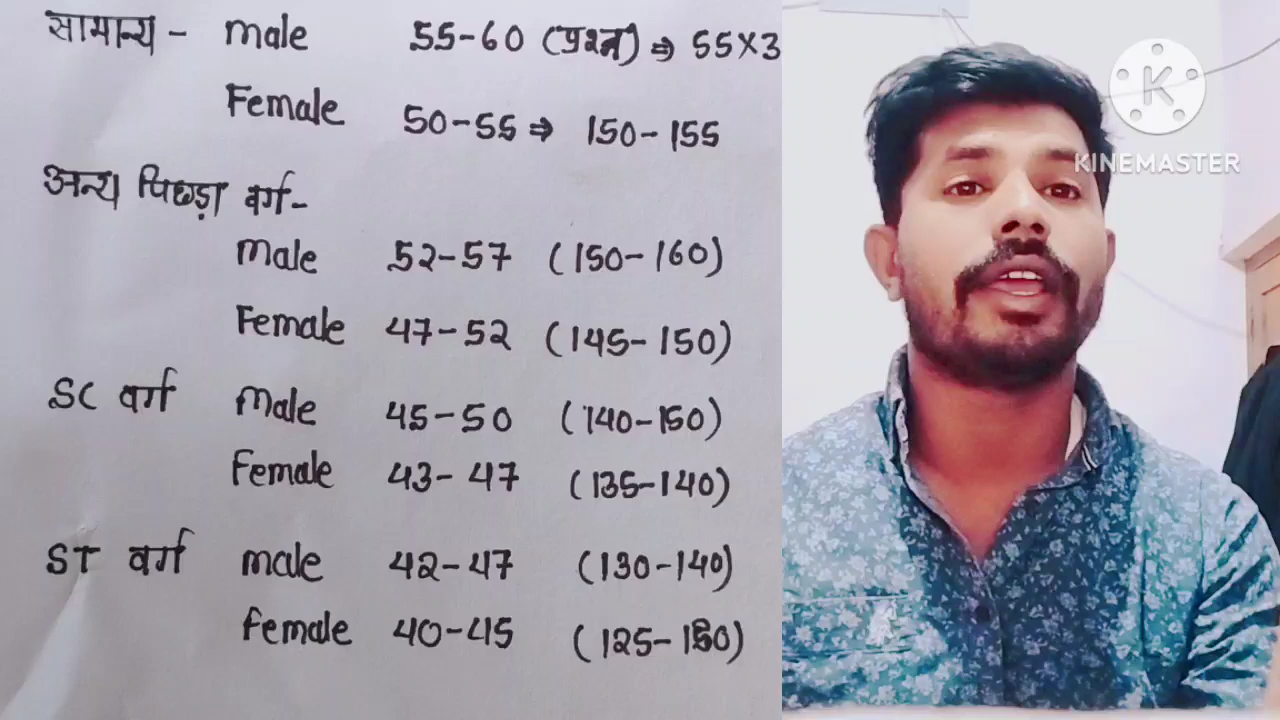 सामान्य - male 55-60 (प्रश्न) ⇒ 55×3
Female 50-55 ⇒ 150-155
अन्य पिछड़ा वर्ग-
male 52-57 (150-160)
Female 47-52 (145-150)
SC वर्ग male 45-50 (140-150)
Female 43-47 (135-140)
ST वर्ग male 42-47 (130-140)
Female 40-45 (125-
K
KINEMASTER